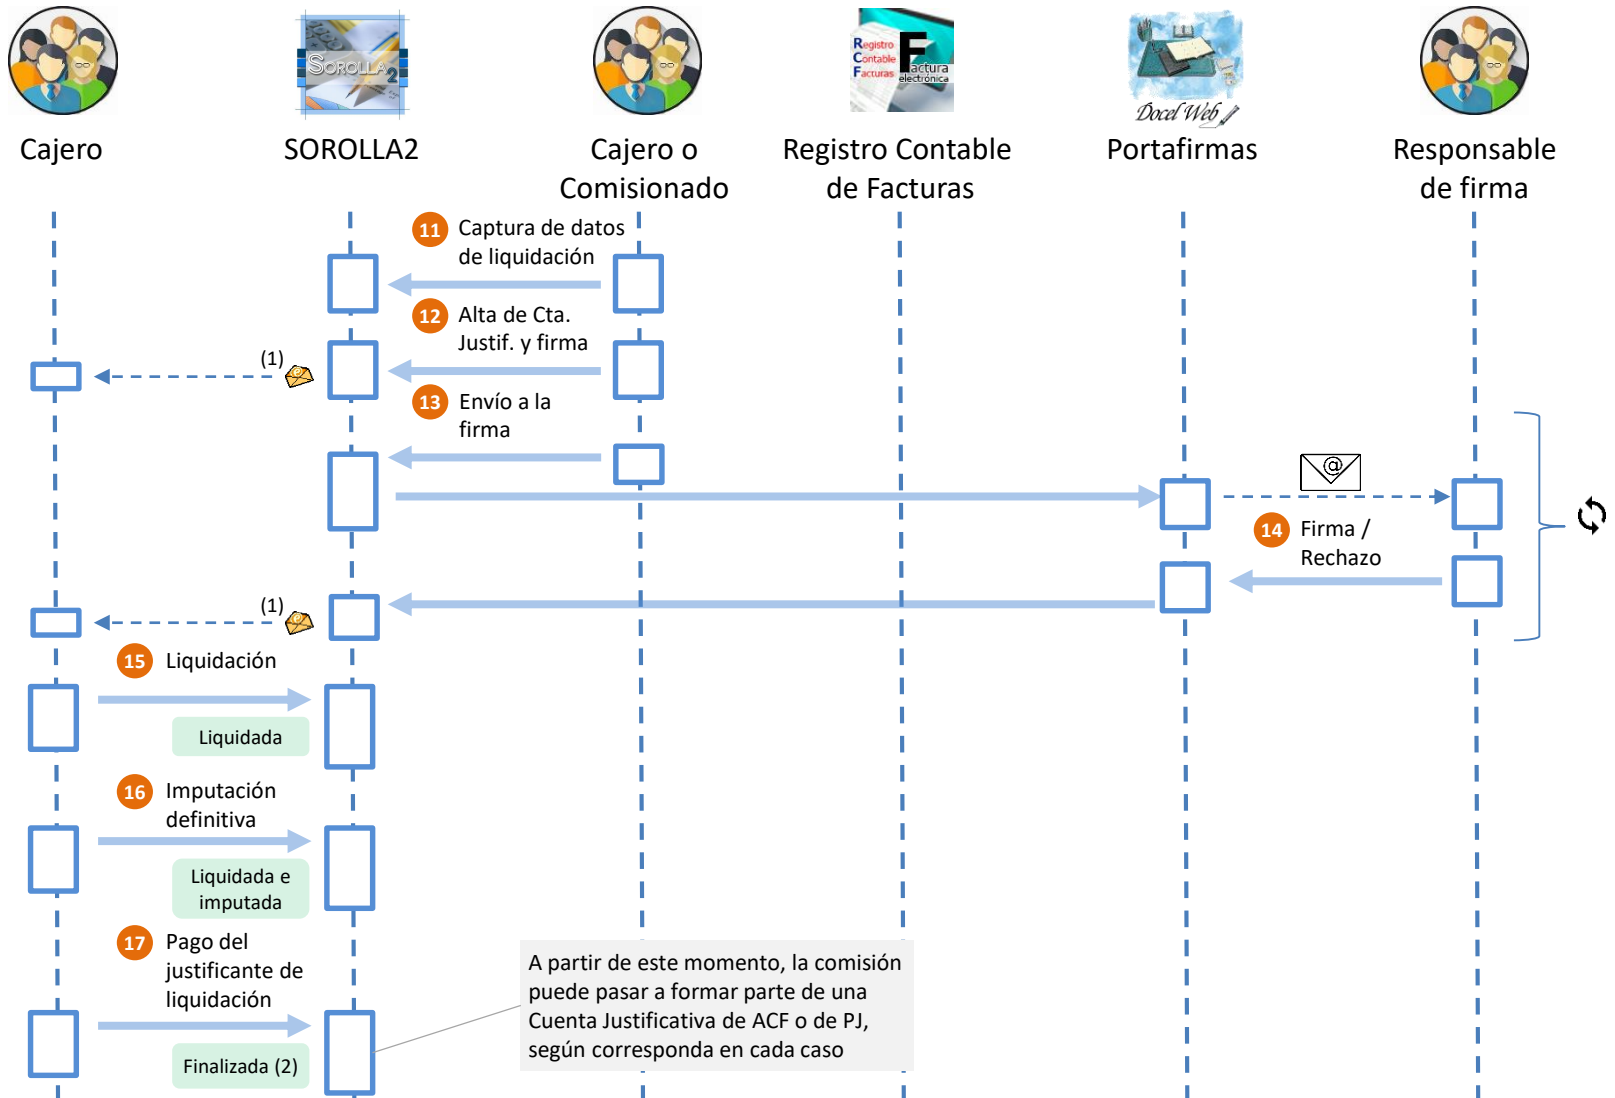 SOROLLA2
Registro
Contable
Facturas
Factura
electrónica
Docel Web
Cajero
SOROLLA2
Cajero o
Comisionado
Registro Contable
de Facturas
Portafirmas
Responsable
de firma
11 Captura de datos
de liquidación
12 Alta de Cta.
Justif. y firma
(1)
13 Envío a la
firma
@
14 Firma /
Rechazo
(1)
15 Liquidación
Liquidada
16 Imputación
definitiva
Liquidada e
imputada
17 Pago del
justificante de
liquidación
Finalizada (2)
A partir de este momento, la comisión
puede pasar a formar parte de una
Cuenta Justificativa de ACF o de PJ,
según corresponda en cada caso